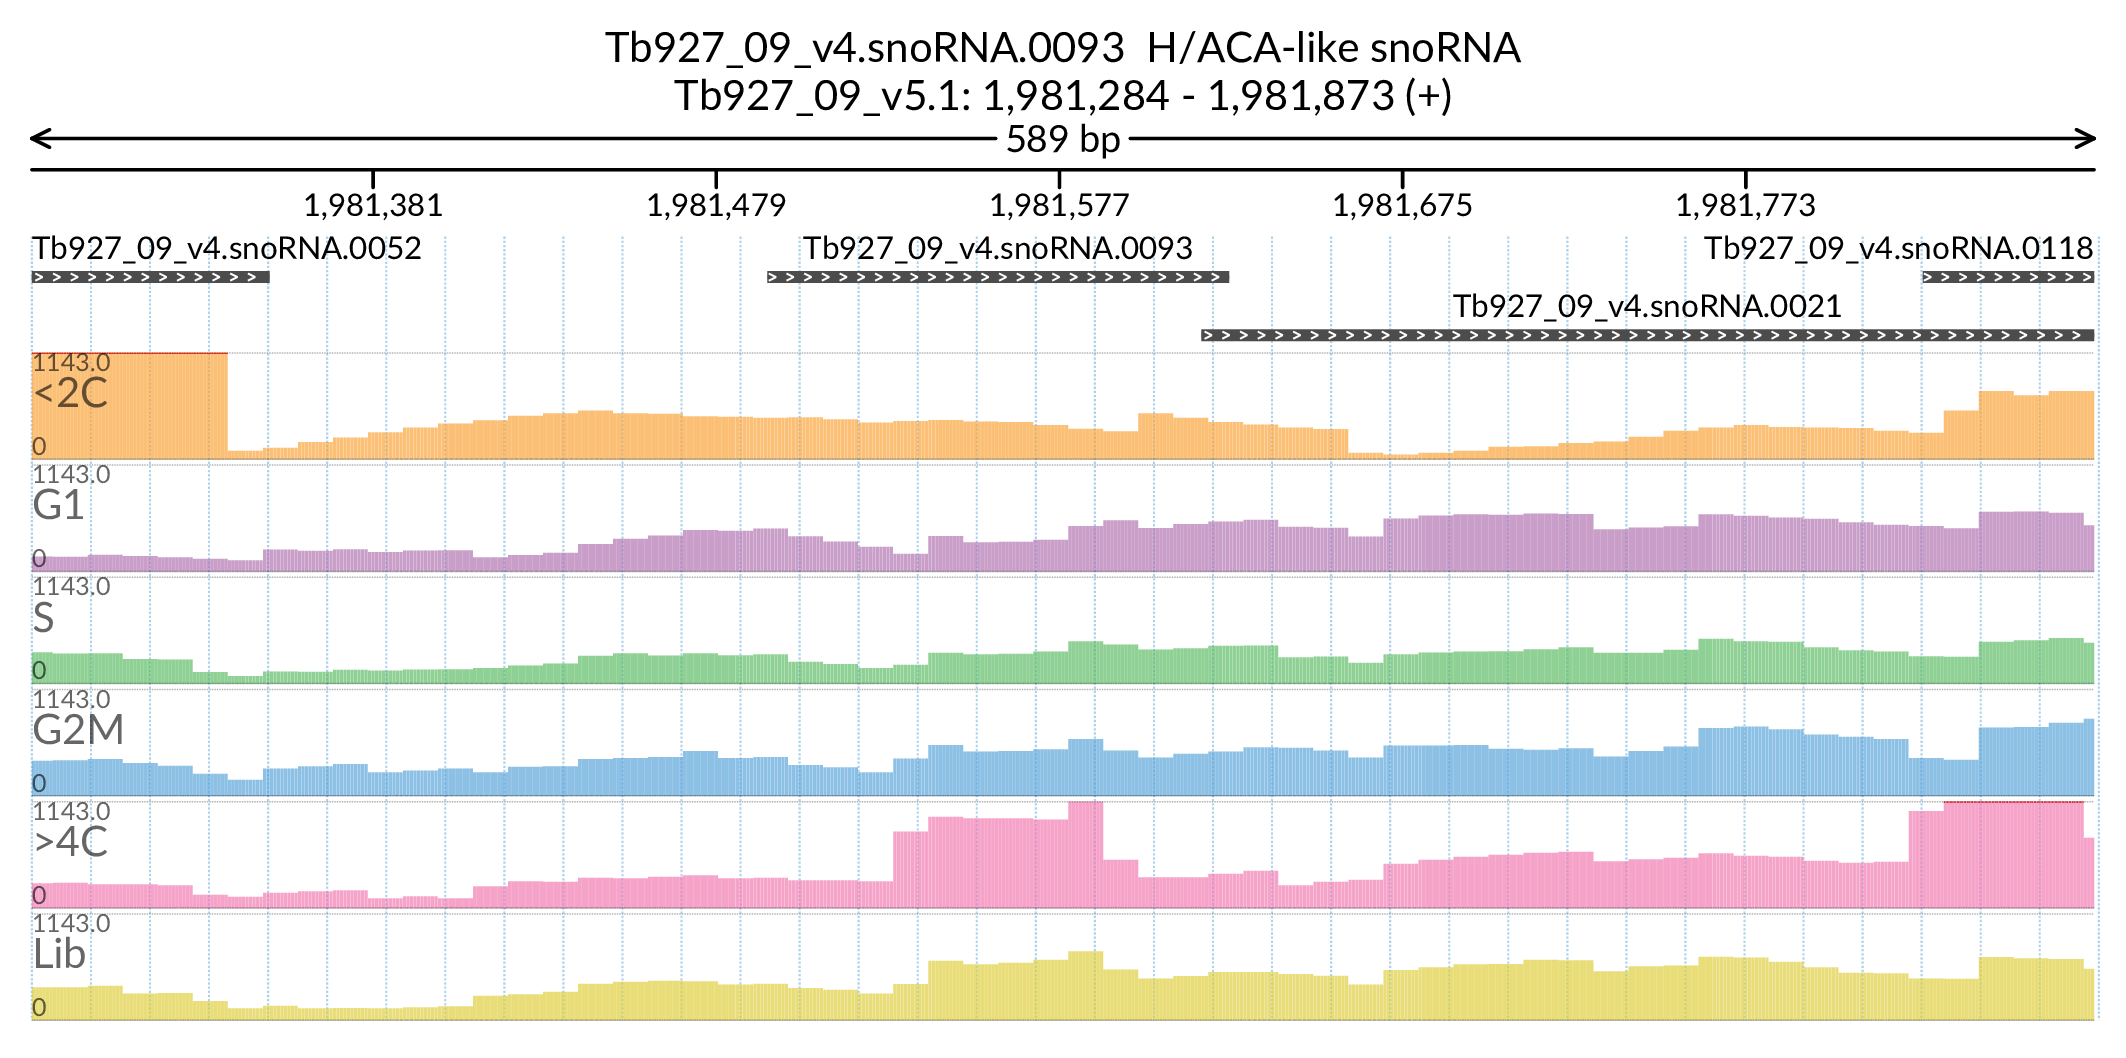 Tb927_09_v4.snoRNA.0093  H/ACA-like snoRNA
Tb927_09_v5.1: 1,981,284 - 1,981,873 (+)
589 bp
1,981,381 1,981,479 1,981,577 1,981,675 1,981,773
Tb927_09_v4.snoRNA.0052 Tb927_09_v4.snoRNA.0093 Tb927_09_v4.snoRNA.0118
Tb927_09_v4.snoRNA.0021
1143.0
<2C
0
1143.0
G1
0
1143.0
S
0
1143.0
G2M
0
1143.0
>4C
0
1143.0
Lib
0